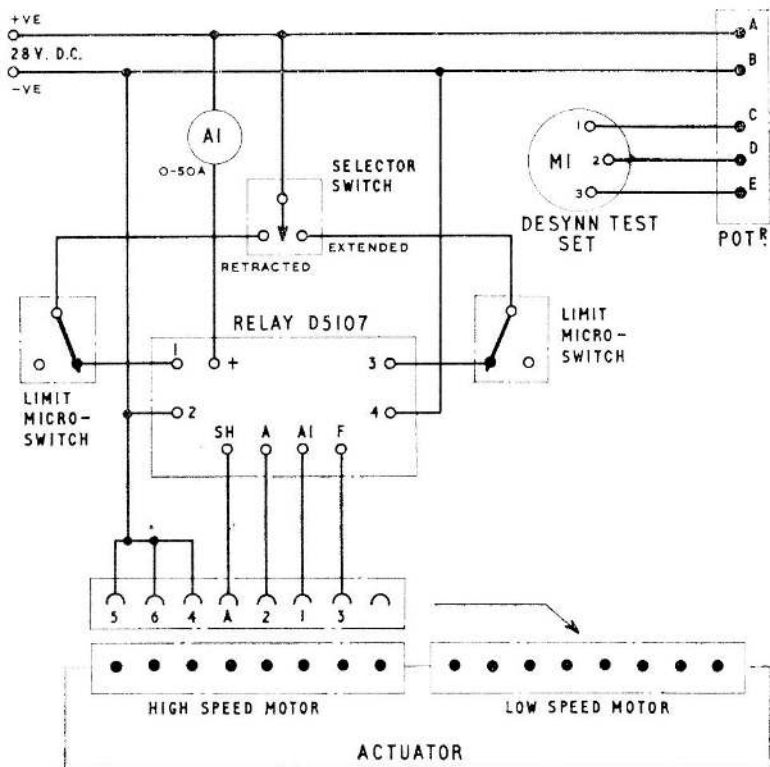 +VE
28V. D.C.
-VE
A
B
C
D
E
POTR.
A1
0-50A
SELECTOR
SWITCH
RETRACTED
EXTENDED
1
2
3
M1
DESYNN TEST
SET
RELAY D5107
1
+
3
2
4
SH
A
A1
F
LIMIT
MICRO-
SWITCH
LIMIT
MICRO-
SWITCH
5
6
4
A
2
1
3
HIGH SPEED MOTOR
LOW SPEED MOTOR
ACTUATOR